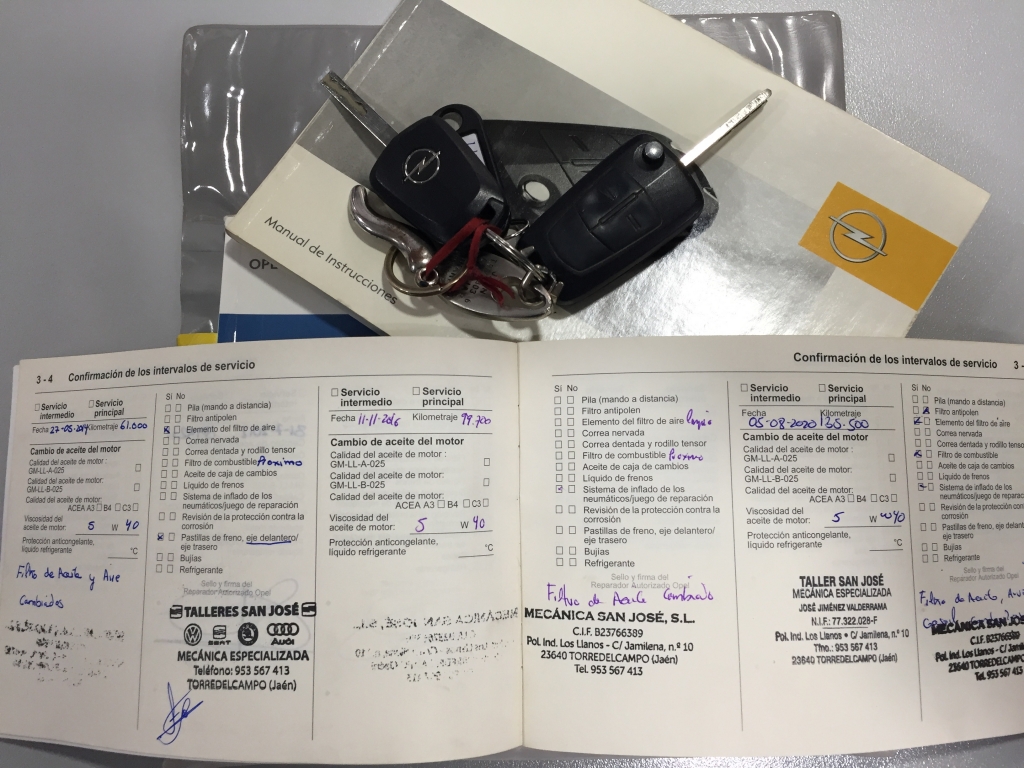 Manual de Instrucciones
OPE
3 - 4 Confirmación de los intervalos de servicio
Servicio intermedio
Servicio principal
Fecha 27-05-2014 Kilometraje 61.000
Cambio de aceite del motor
Calidad del aceite de motor :
GM-LL-A-025
GM-LL-B-025
Calidad del aceite de motor:
ACEA A3 B4 C3
Viscosidad del
aceite de motor: 5 W 40
Protección anticongelante,
líquido refrigerante °C
Filtro de Aceite y Aire
Cambiados
Si No
Pila (mando a distancia)
Filtro antipolen
Elemento del filtro de aire
Correa nervada
Correa dentada y rodillo tensor
Filtro de combustible Proximo
Aceite de caja de cambios
Líquido de frenos
Sistema de inflado de los
neumáticos/juego de reparación
Revisión de la protección contra la
corrosión
Pastillas de freno, eje delantero/
eje trasero
Bujías
Refrigerante
Sello y firma del
Reparador Autorizado Opel
TALLERES SAN JOSÉ
SEAT
Audi
MECÁNICA ESPECIALIZADA
Teléfono: 953 567 413
TORREDELCAMPO (Jaén)
Servicio intermedio
Servicio principal
Fecha 11-11-2016 Kilometraje 99.700
Cambio de aceite del motor
Calidad del aceite de motor :
GM-LL-A-025
GM-LL-B-025
Calidad del aceite de motor:
ACEA A3 B4 C3
Viscosidad del
aceite de motor: 5 W 40
Protección anticongelante,
líquido refrigerante °C
Confirmación de los intervalos de servicio 3 -
Si No
Pila (mando a distancia)
Filtro antipolen
Elemento del filtro de aire limpio
Correa nervada
Correa dentada y rodillo tensor
Filtro de combustible Proximo
Aceite de caja de cambios
Líquido de frenos
Sistema de inflado de los
neumáticos/juego de reparación
Revisión de la protección contra la
corrosión
Pastillas de freno, eje delantero/
eje trasero
Bujías
Refrigerante
Sello y firma del
Reparador Autorizado Opel
Filtro de Aceite Cambiado
MECÁNICA SAN JOSÉ, S.L.
C.I.F. B23766389
Pol. Ind. Los Llanos - C/ Jamilena, n.º 10
23640 TORREDELCAMPO (Jaén)
Tel. 953 567 413
Servicio intermedio
Servicio principal
Fecha Kilometraje
05-08-2020 135.500
Cambio de aceite del motor
Calidad del aceite de motor :
GM-LL-A-025
GM-LL-B-025
Calidad del aceite de motor:
ACEA A3 B4 C3
Viscosidad del
aceite de motor: 5 W W40
Protección anticongelante,
líquido refrigerante °C
TALLER SAN JOSÉ
MECÁNICA ESPECIALIZADA
JOSÉ JIMÉNEZ VALDERRAMA
N.I.F.: 77.322.028-F
Pol. Ind. Los Llanos • C/ Jamilena, n.º 10
Tfno.: 953 567 413
23640 TORREDELCAMPO (Jaén)
Si No
Pila (mando a distancia)
Filtro antipolen
Elemento del filtro de aire
Correa nervada
Correa dentada y rodillo tenso
Filtro de combustible
Aceite de caja de cambios
Líquido de frenos
Sistema de inflado de los
neumáticos/juego de reparación
Revisión de la protección contra
corrosión
Pastillas de freno, eje delantero
eje trasero
Bujías
Refrigerante
Sello y firma del
Reparador Autorizado Opel
Filtro de Aceite,
MECÁNICA SAN JOSÉ
C.I.F. B23766389
Pol. Ind. Los Llanos - C/ Jam
23640 TORREDELCAMPO
Tel. 953 567 413